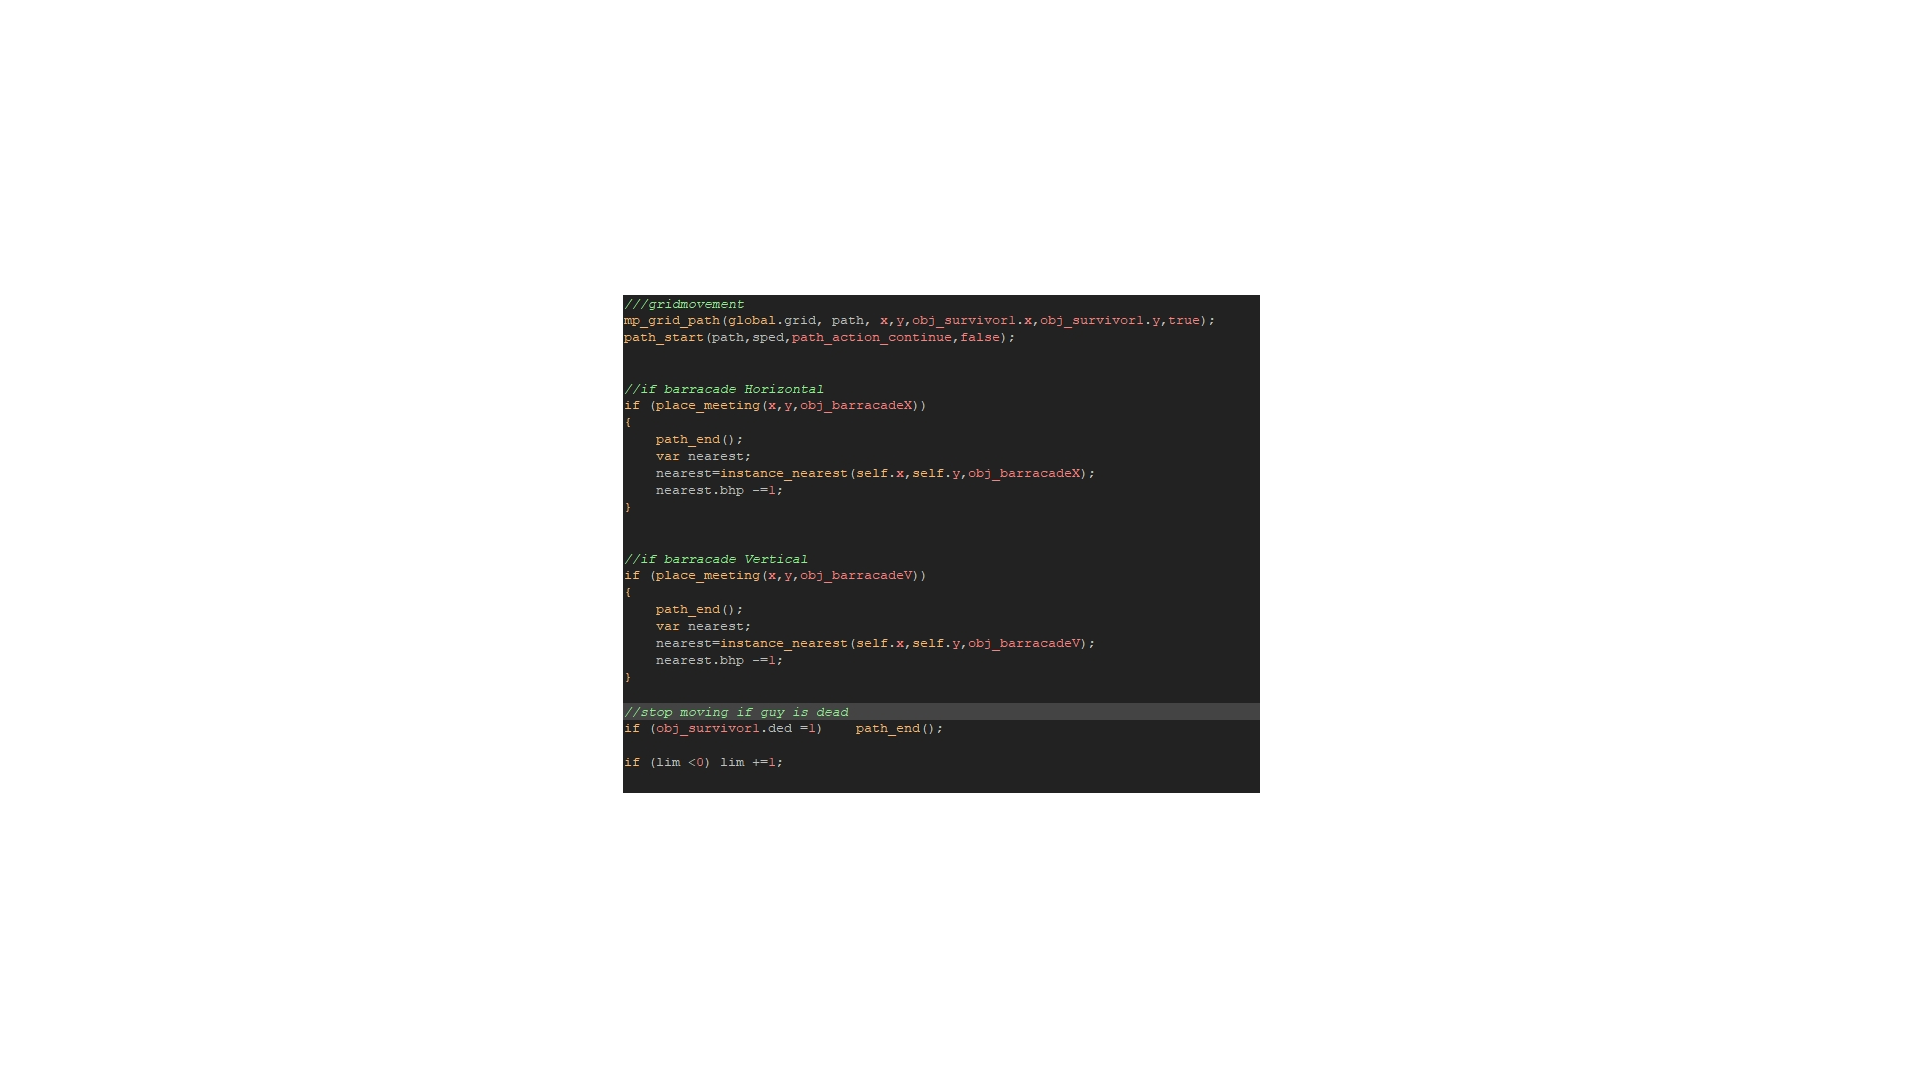 ///gridmovement
mp_grid_path(global.grid, path, x,y,obj_survivor1.x,obj_survivor1.y,true);
path_start(path,sped,path_action_continue,false);
//if barracade Horizontal
if (place_meeting(x,y,obj_barracadeX))
{
path_end();
var nearest;
nearest=instance_nearest(self.x,self.y,obj_barracadeX);
nearest.bhp -=1;
}
//if barracade Vertical
if (place_meeting(x,y,obj_barracadeV))
{
path_end();
var nearest;
nearest=instance_nearest(self.x,self.y,obj_barracadeV);
nearest.bhp -=1;
}
//stop moving if guy is dead
if (obj_survivor1.ded =1)    path_end();
if (lim <0) lim +=1;